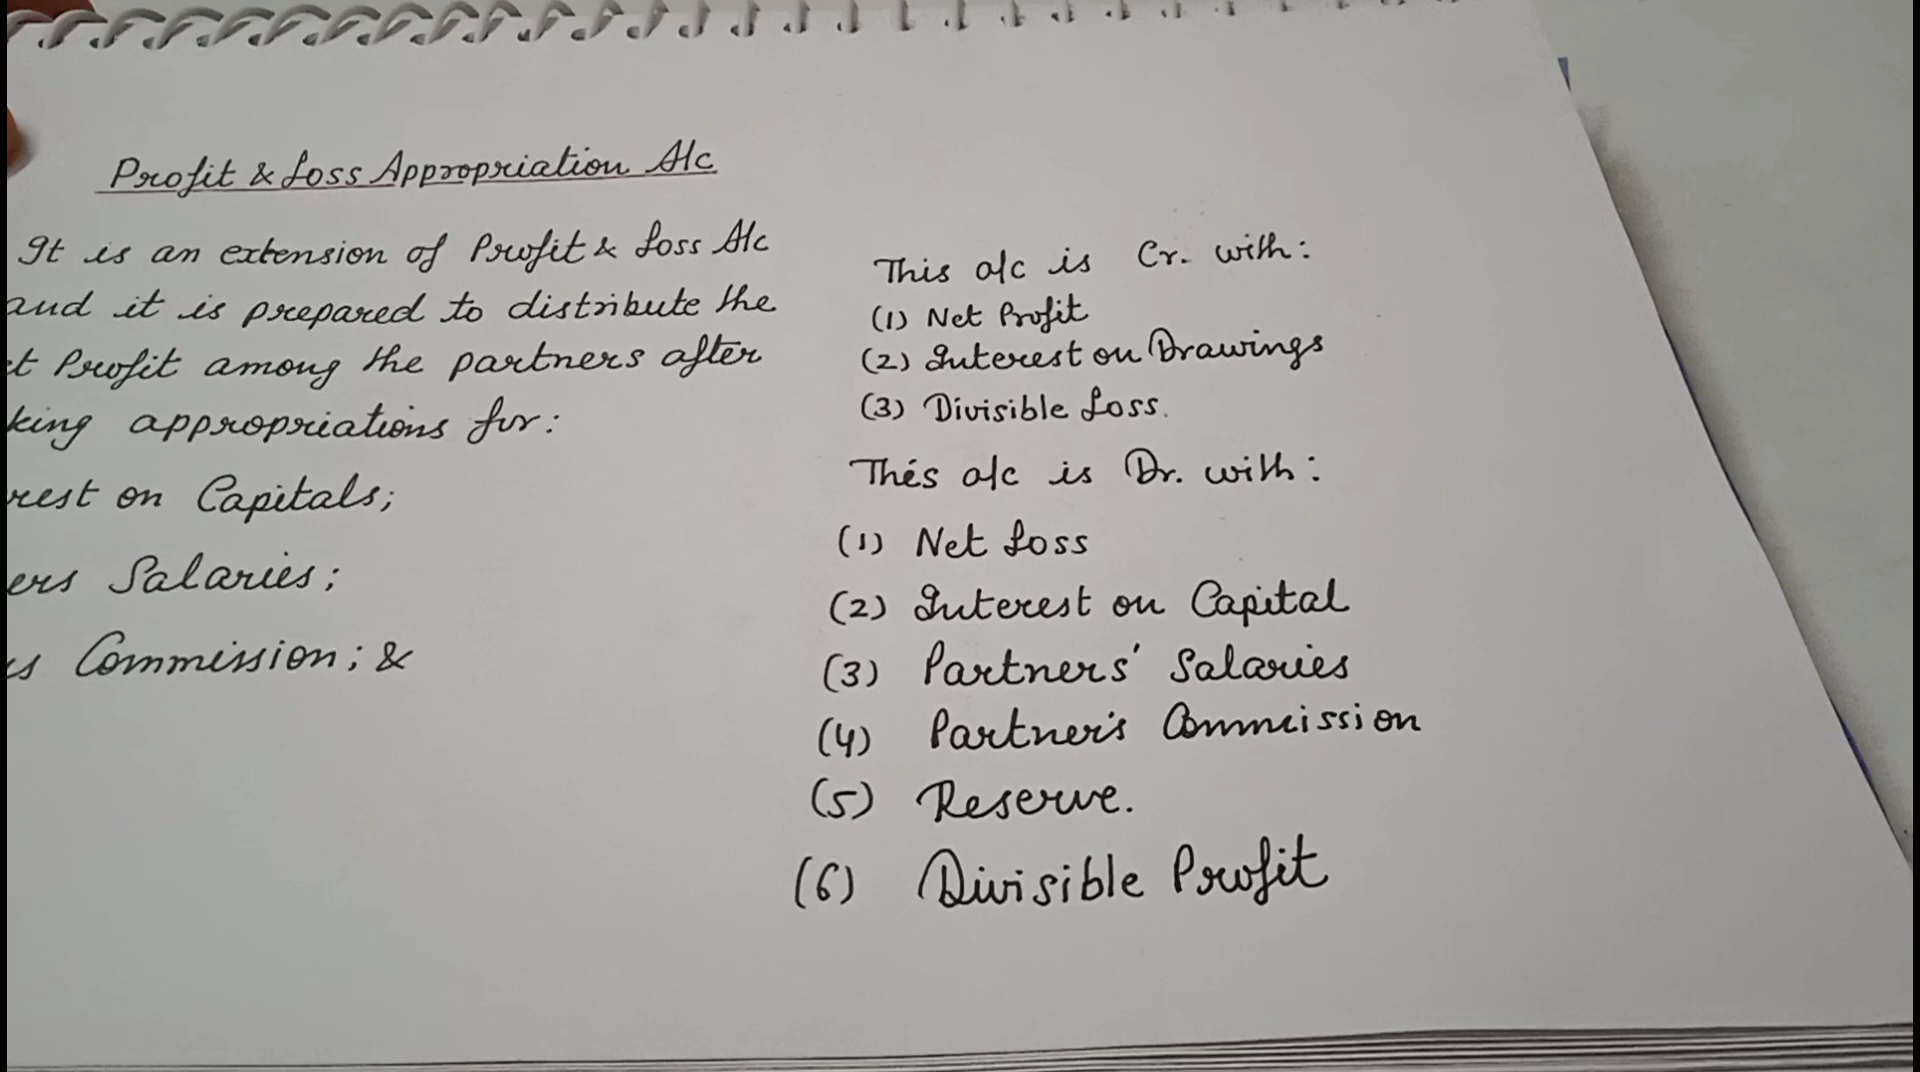 Profit & Loss Appropriation A/c
It is an extension of Profit & Loss A/c
and it is prepared to distribute the
et Profit among the partners after
king appropriations for:
rest on Capitals;
ers Salaries;
s Commission; &
This a/c is Cr. with:
(1) Net Profit
(2) Interest on Drawings
(3) Divisible Loss.
This a/c is Dr. with:
(1) Net Loss
(2) Interest on Capital
(3) Partners' Salaries
(4) Partner's Commission
(5) Reserve.
(6) Divisible Profit